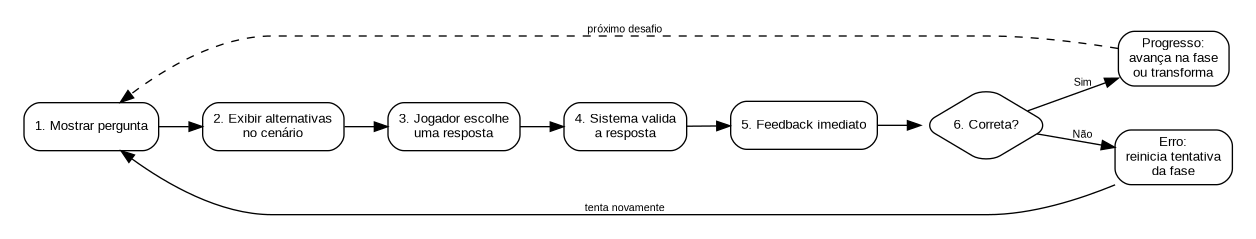 próximo desafio
Progresso:
avança na fase
ou transforma
Sim
1. Mostrar pergunta
2. Exibir alternativas
no cenário
3. Jogador escolhe
uma resposta
4. Sistema valida
a resposta
5. Feedback imediato
6. Correta?
Não
Erro:
reinicia tentativa
da fase
tenta novamente